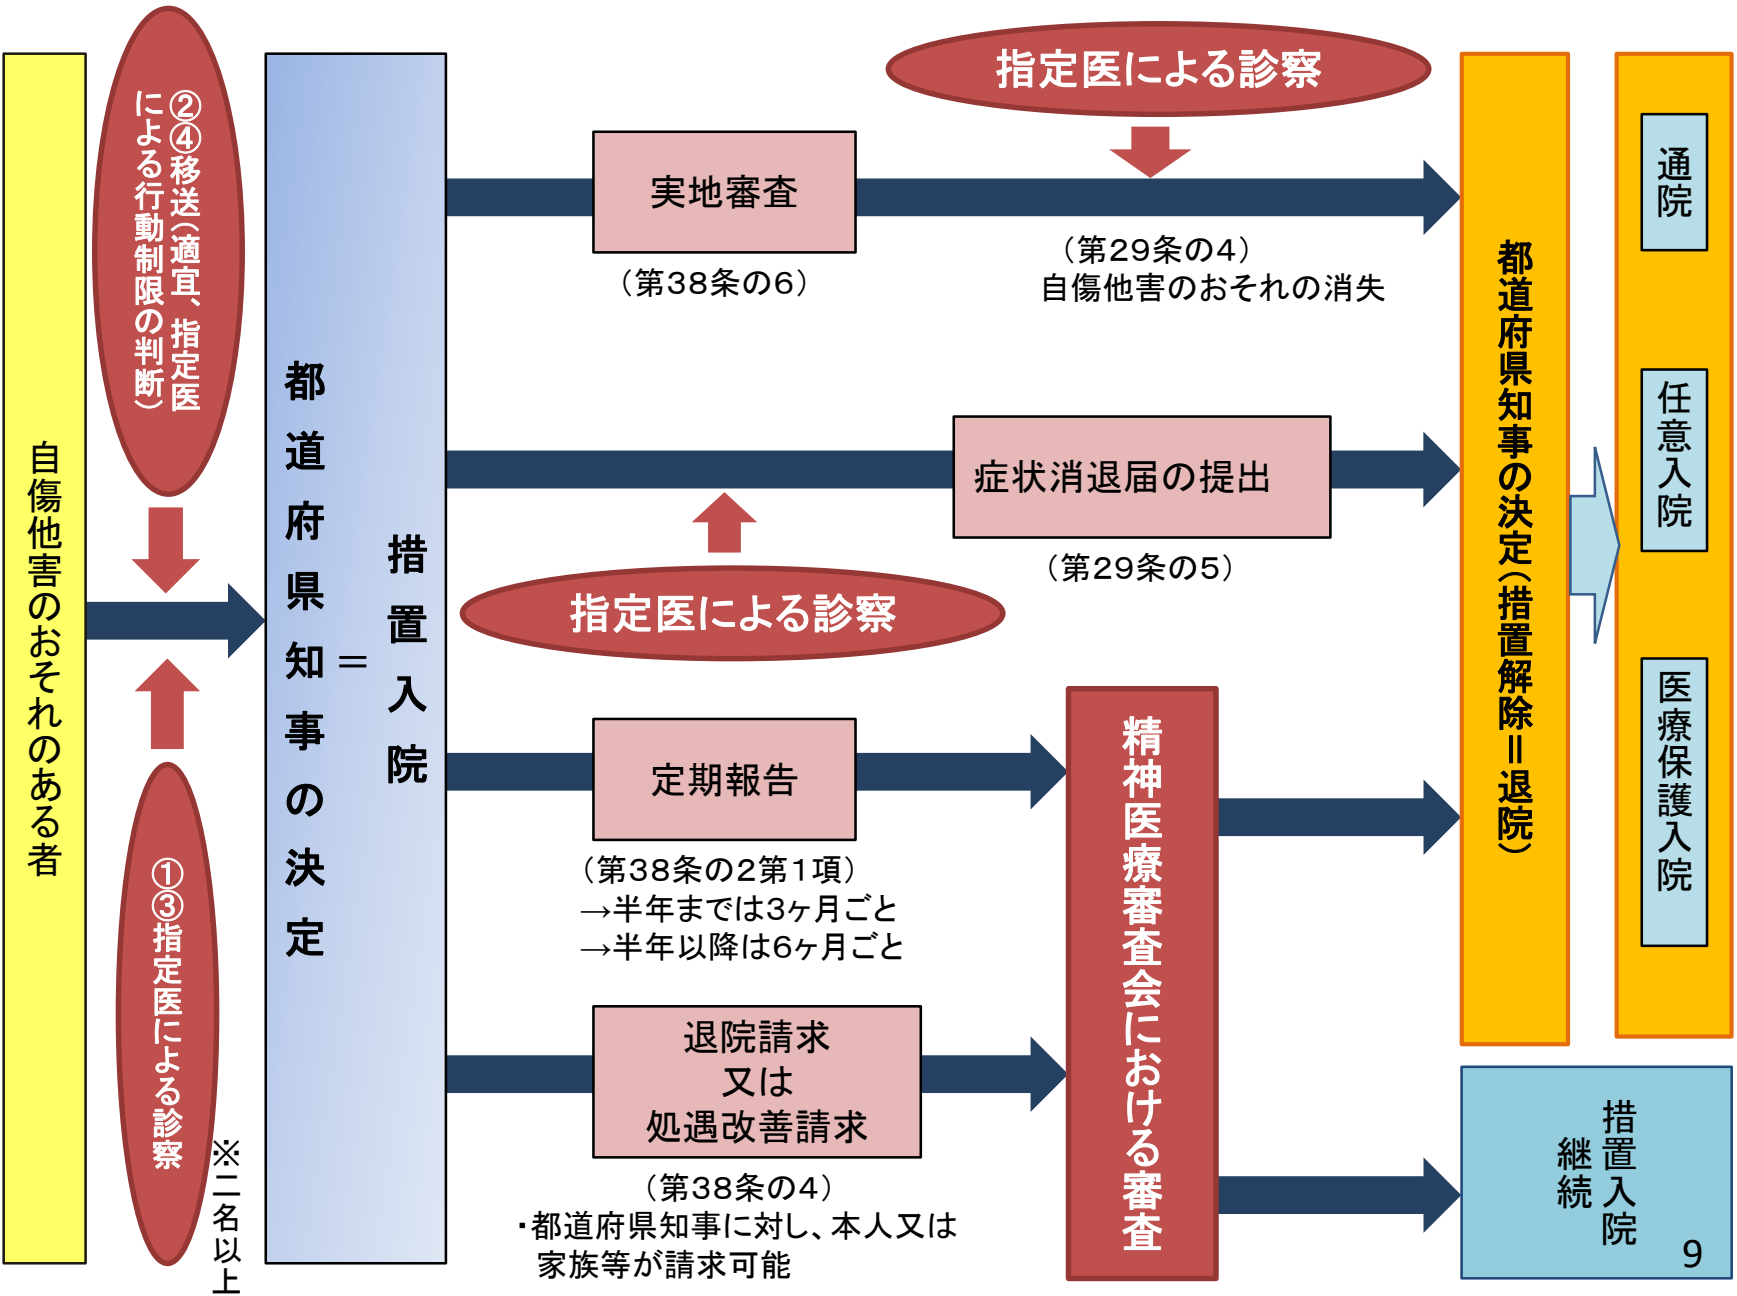 自傷他害のおそれのある者
②④移送（適宜、指定医
による行動制限の判断）
①③指定医による診察
※二名以上
都道府県知事の決定
＝
措置入院
指定医による診察
実地審査
（第38条の6）
（第29条の4）
自傷他害のおそれの消失
症状消退届の提出
（第29条の5）
指定医による診察
定期報告
（第38条の2第1項）
→半年までは3ヶ月ごと
→半年以降は6ヶ月ごと
退院請求
又は
処遇改善請求
（第38条の4）
・都道府県知事に対し、本人又は
家族等が請求可能
精神医療審査会における審査
都道府県知事の決定（措置解除＝退院）
通院
任意入院
医療保護入院
措置入院
継続
9